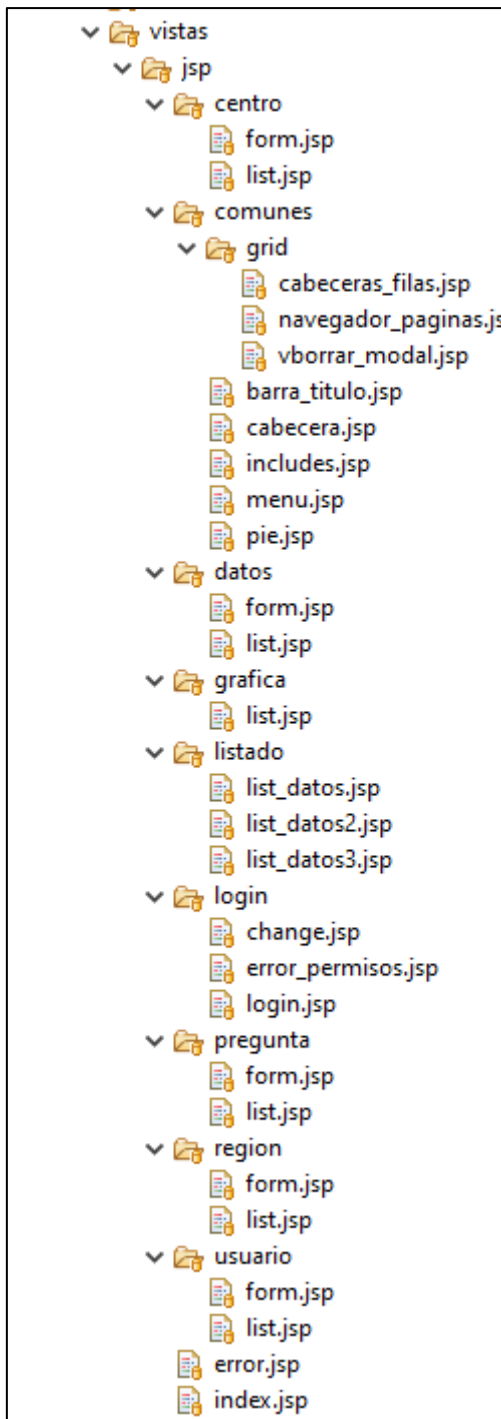 vistas
jsp
centro
form.jsp
list.jsp
comunes
grid
cabeceras_filas.jsp
navegador_paginas.js
vborrar_modal.jsp
barra_titulo.jsp
cabecera.jsp
includes.jsp
menu.jsp
pie.jsp
datos
form.jsp
list.jsp
grafica
list.jsp
listado
list_datos.jsp
list_datos2.jsp
list_datos3.jsp
login
change.jsp
error_permisos.jsp
login.jsp
pregunta
form.jsp
list.jsp
region
form.jsp
list.jsp
usuario
form.jsp
list.jsp
error.jsp
index.jsp